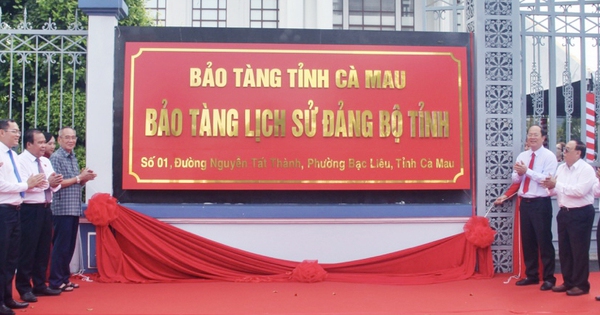 BẢO TÀNG TỈNH CÀ MAU
BẢO TÀNG LỊCH SỬ ĐẢNG BỘ TỈNH
Số 01, Đường Nguyễn Tất Thành, Phường Bạc Liêu, Tỉnh Cà Mau